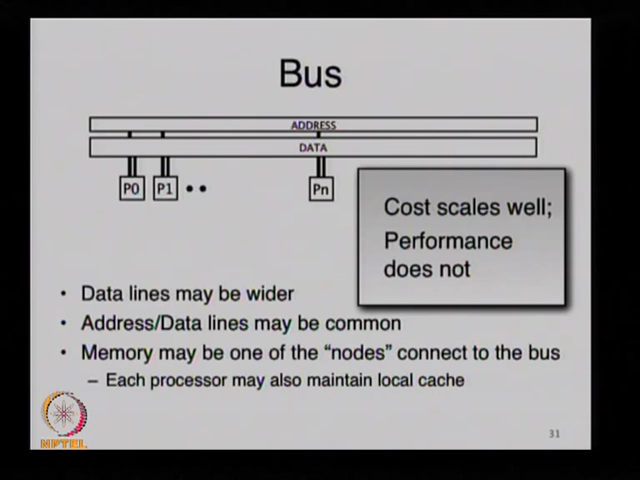 Bus
ADDRESS
DATA
P0 P1 Pn
Cost scales well;
Performance
does not
• Data lines may be wider
• Address/Data lines may be common
• Memory may be one of the “nodes” connect to the bus
– Each processor may also maintain local cache
NPTEL
31